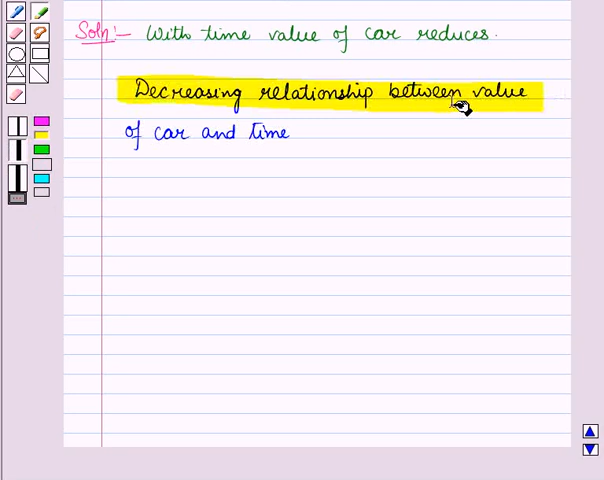 Soln:- With time value of car reduces.
Decreasing relationship between value
of car and time